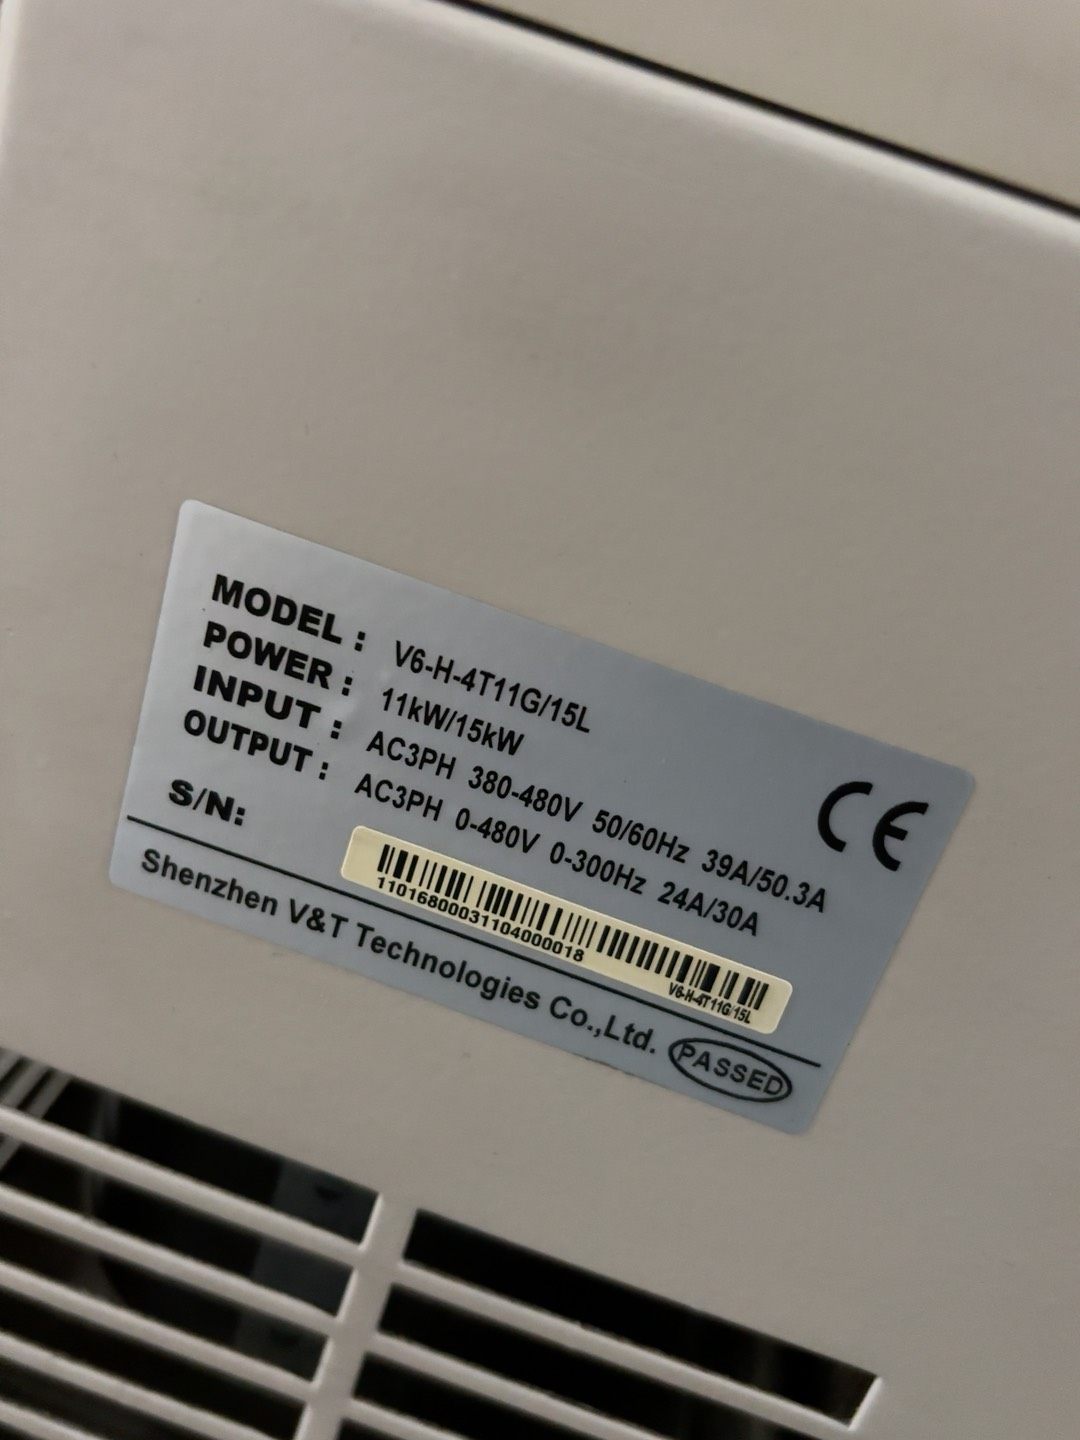 MODEL: V6-H-4T11G/15L
POWER: 11kW/15kW
INPUT: AC3PH 380-480V 50/60Hz 39A/50.3A
OUTPUT: AC3PH 0-480V 0-300Hz 24A/30A
CE
S/N:
11016800031104000018
V6-H-4T11G/15L
Shenzhen V&T Technologies Co.,Ltd.
PASSED